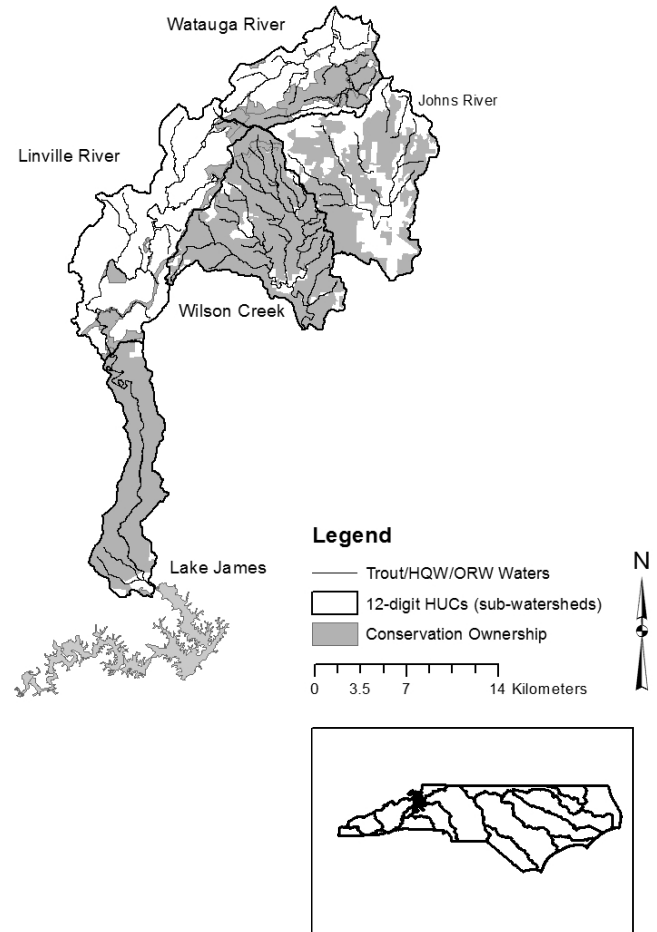 Watauga River
Johns River
Linville River
Wilson Creek
Lake James
Legend
Trout/HQW/ORW Waters
12-digit HUCs (sub-watersheds)
Conservation Ownership
0 3.5 7 14 Kilometers
N